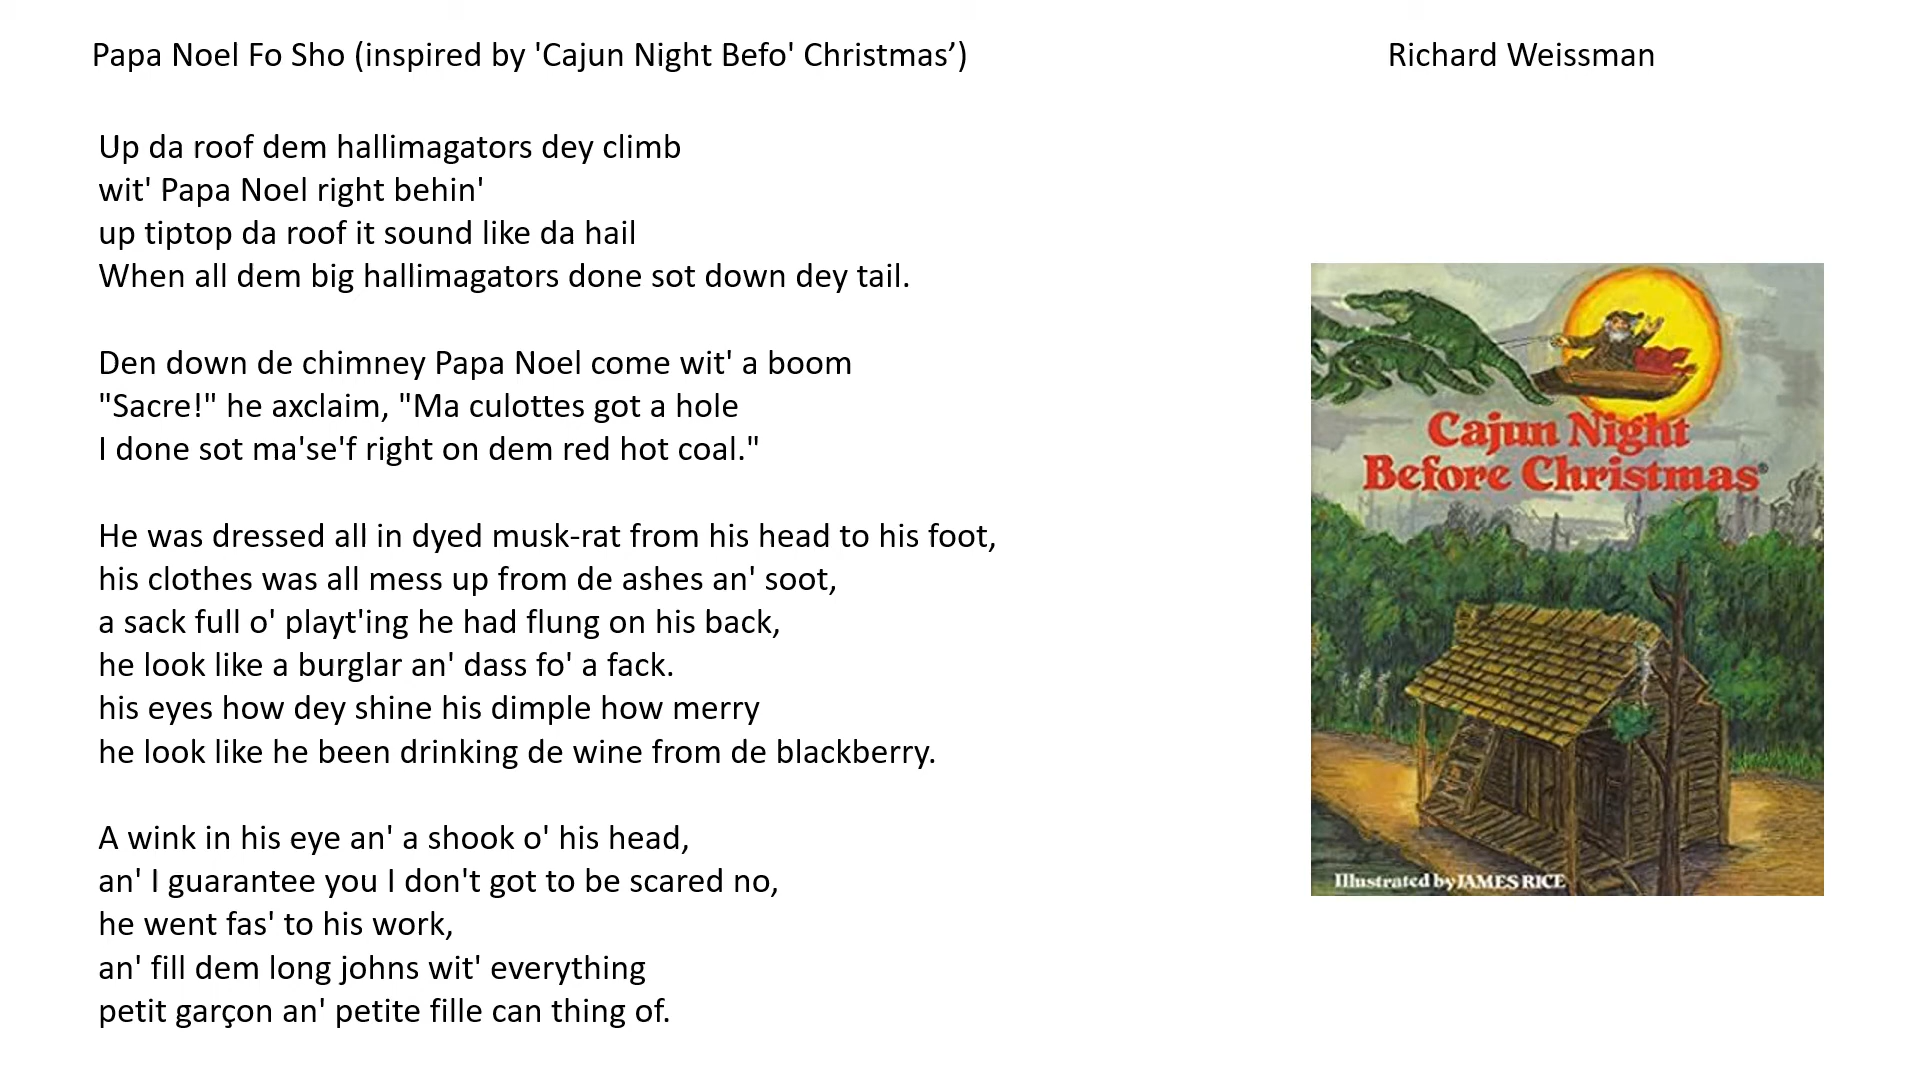 Papa Noel Fo Sho (inspired by 'Cajun Night Befo' Christmas’)
Richard Weissman
Up da roof dem hallimagators dey climb
wit' Papa Noel right behin'
up tiptop da roof it sound like da hail
When all dem big hallimagators done sot down dey tail.
Den down de chimney Papa Noel come wit' a boom
"Sacre!" he axclaim, "Ma culottes got a hole
I done sot ma'se'f right on dem red hot coal."
He was dressed all in dyed musk-rat from his head to his foot,
his clothes was all mess up from de ashes an' soot,
a sack full o' playt'ing he had flung on his back,
he look like a burglar an' dass fo' a fack.
his eyes how dey shine his dimple how merry
he look like he been drinking de wine from de blackberry.
A wink in his eye an' a shook o' his head,
an' I guarantee you I don't got to be scared no,
he went fas' to his work,
an' fill dem long johns wit' everything
petit garçon an' petite fille can thing of.
Cajun Night
Before Christmas®
Illustrated by JAMES RICE